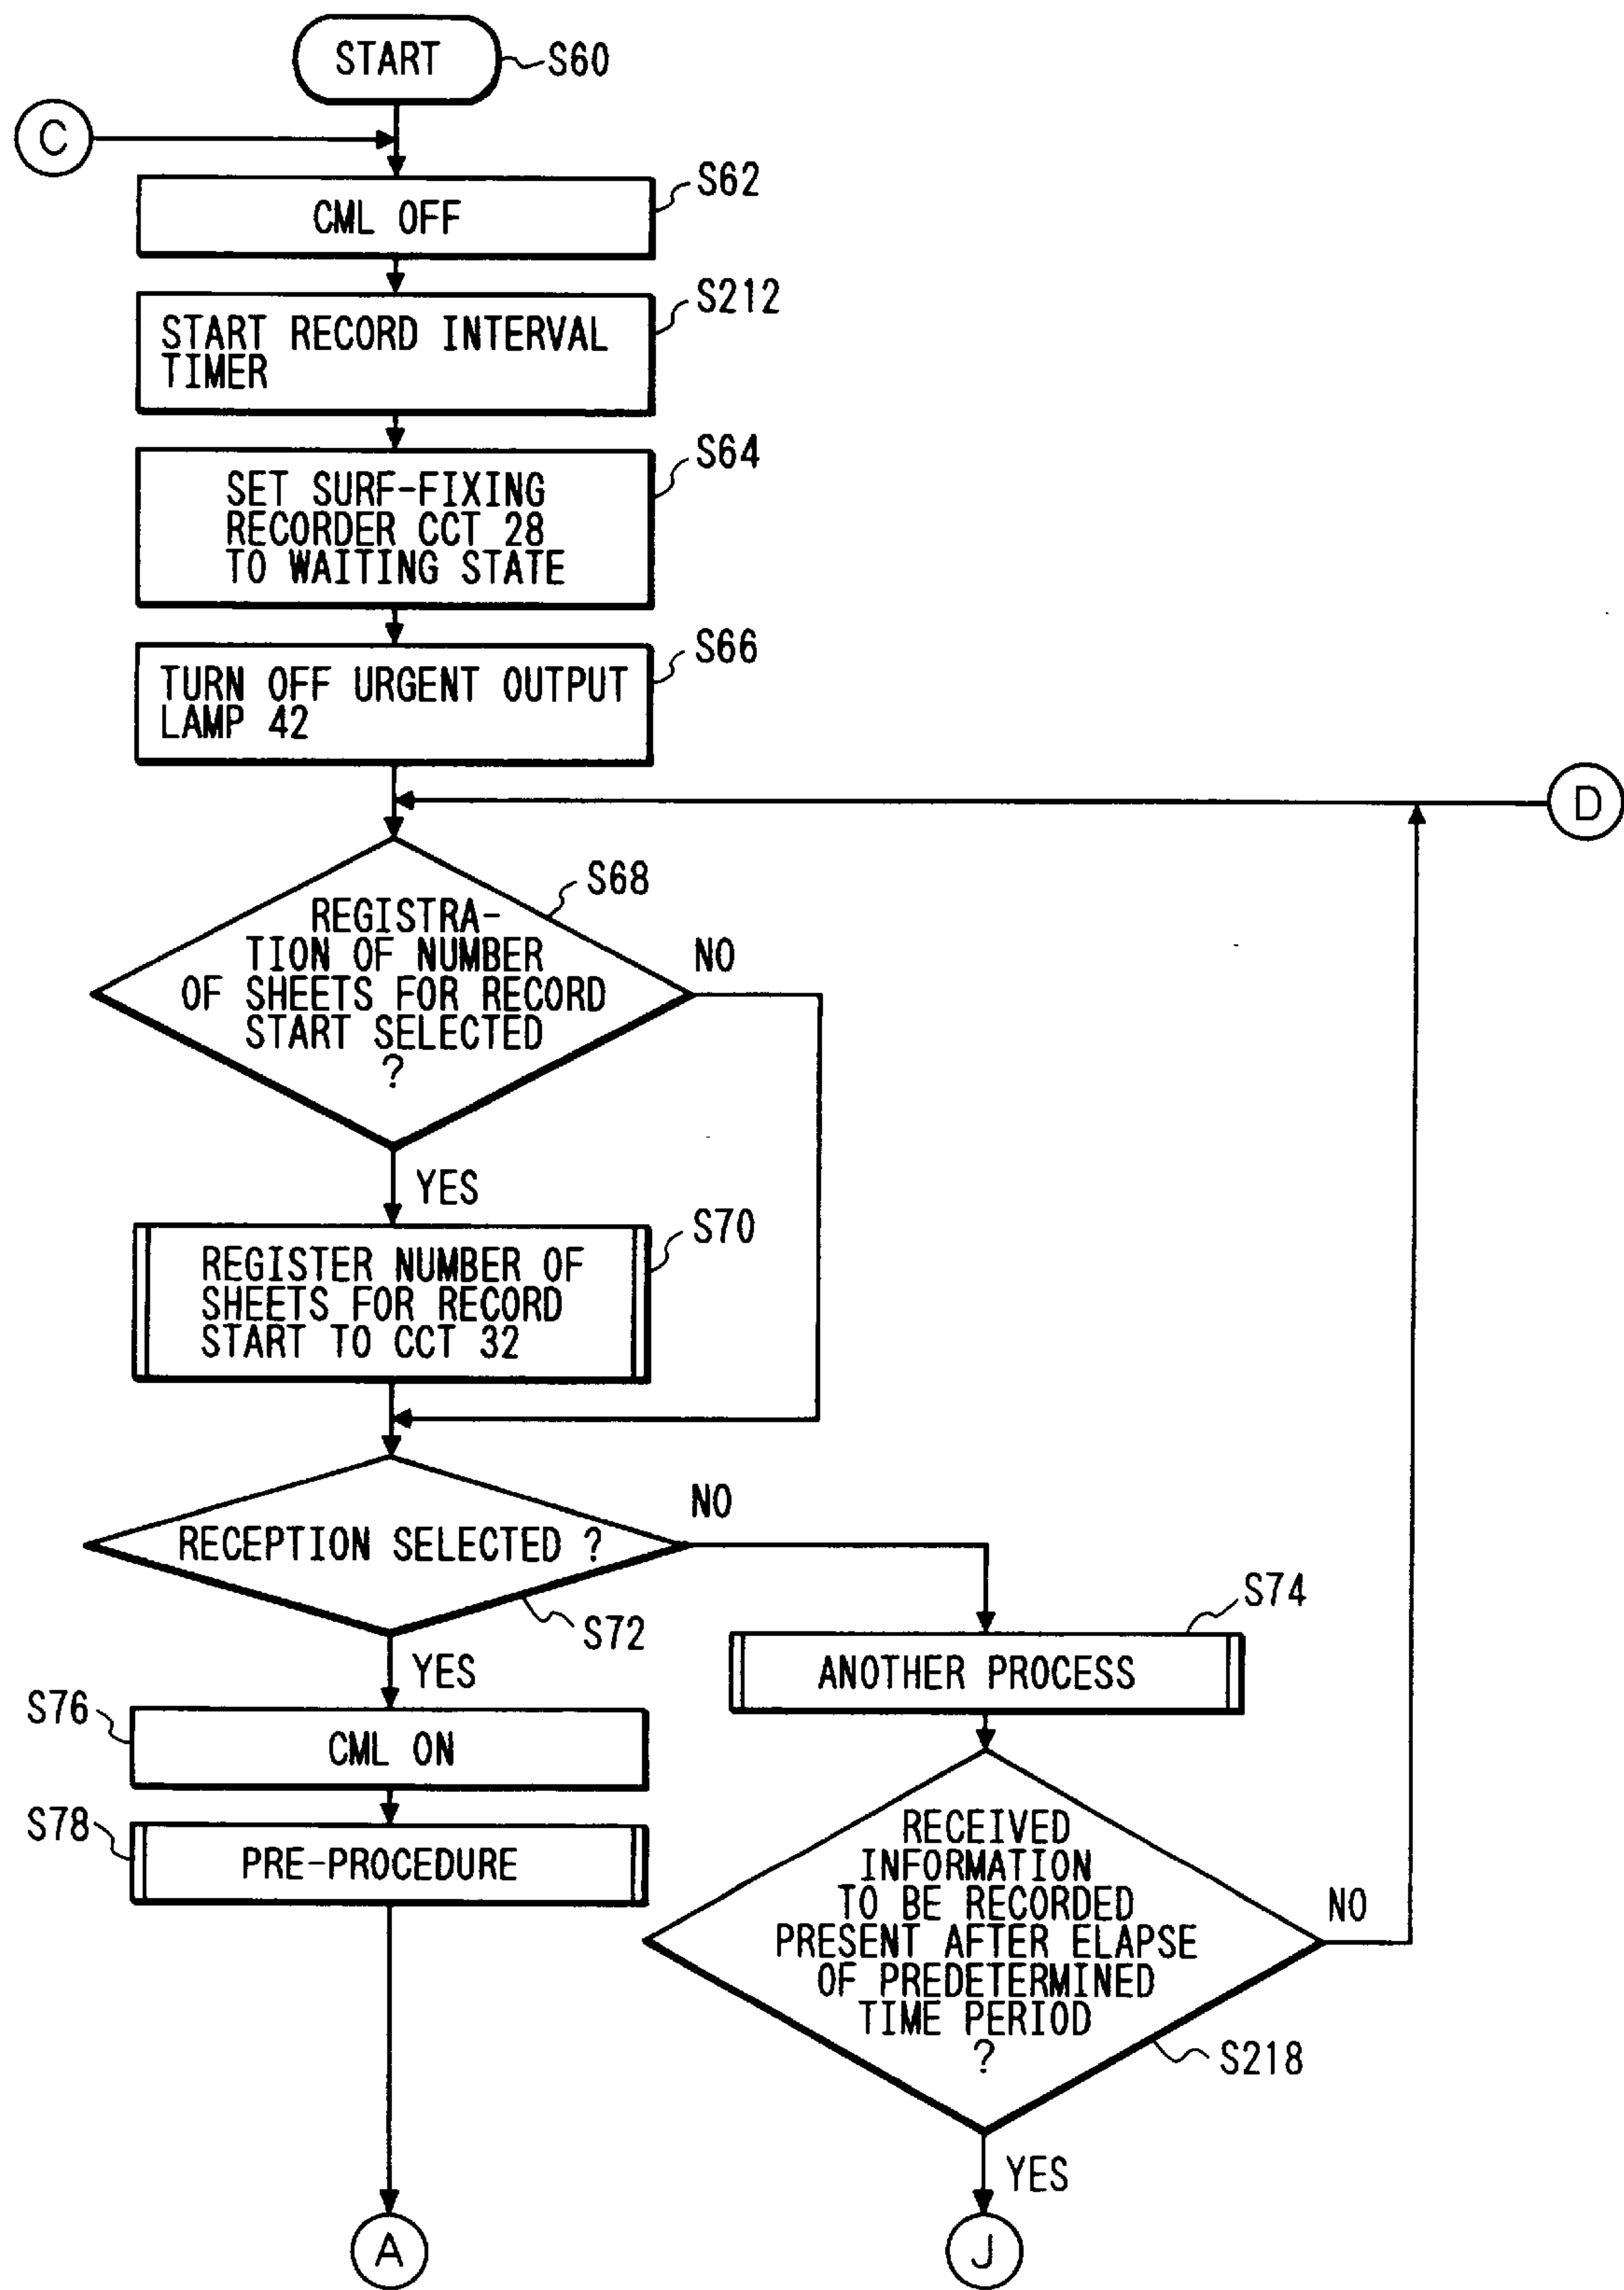 START
S60
C
S62
CML OFF
S212
START RECORD INTERVAL
TIMER
S64
SET SURF-FIXING
RECORDER CCT 28
TO WAITING STATE
S66
TURN OFF URGENT OUTPUT
LAMP 42
D
S68
REGISTRA-
TION OF NUMBER
OF SHEETS FOR RECORD
START SELECTED
?
NO
YES
S70
REGISTER NUMBER OF
SHEETS FOR RECORD
START TO CCT 32
RECEPTION SELECTED ?
NO
S72
YES
S74
ANOTHER PROCESS
S76
CML ON
S78
PRE-PROCEDURE
RECEIVED
INFORMATION
TO BE RECORDED
PRESENT AFTER ELAPSE
OF PREDETERMINED
TIME PERIOD
?
NO
S218
YES
A
J